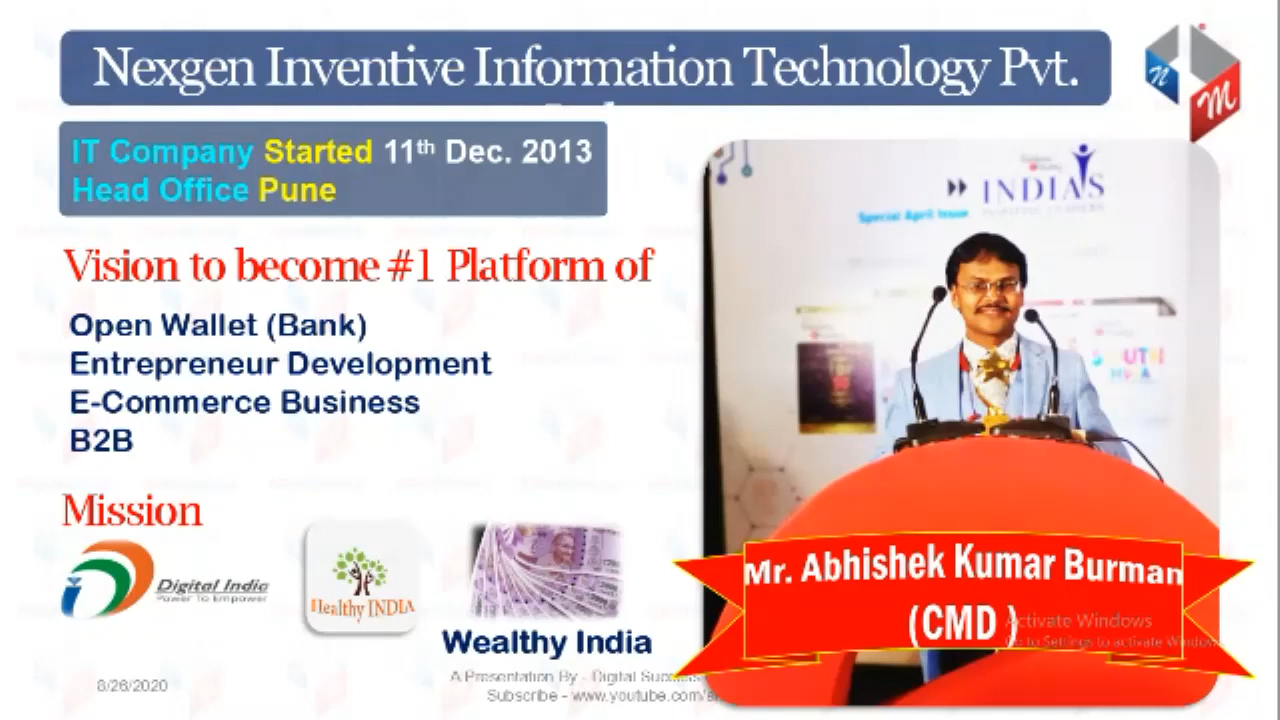 Nexgen Inventive Information Technology Pvt.
IT Company Started 11th Dec. 2013
Head Office Pune
Vision to become #1 Platform of
Open Wallet (Bank)
Entrepreneur Development
E-Commerce Business
B2B
Mission
Digital India
Power To Empower
Healthy INDIA
Wealthy India
n
M
Special April Issue
INDIA'S
Mr. Abhishek Kumar Burman
(CMD )
Activate Windows
Go to Settings to activate Windows
8/26/2020
A Presentation By - Digital
Subscribe - www.youtube.com/